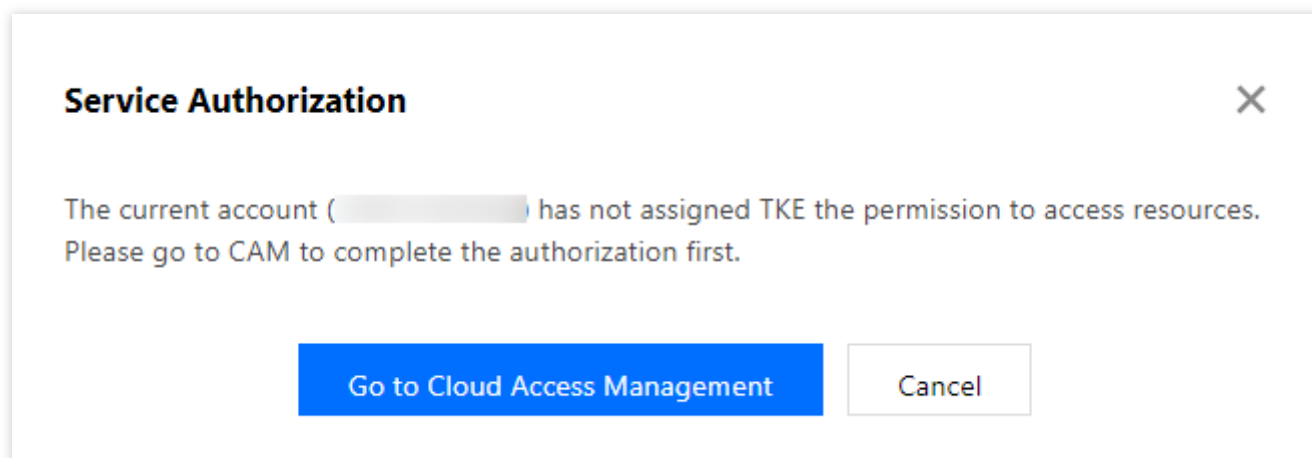 Service Authorization
The current account ( ) has not assigned TKE the permission to access resources.
Please go to CAM to complete the authorization first.
Go to Cloud Access Management
Cancel